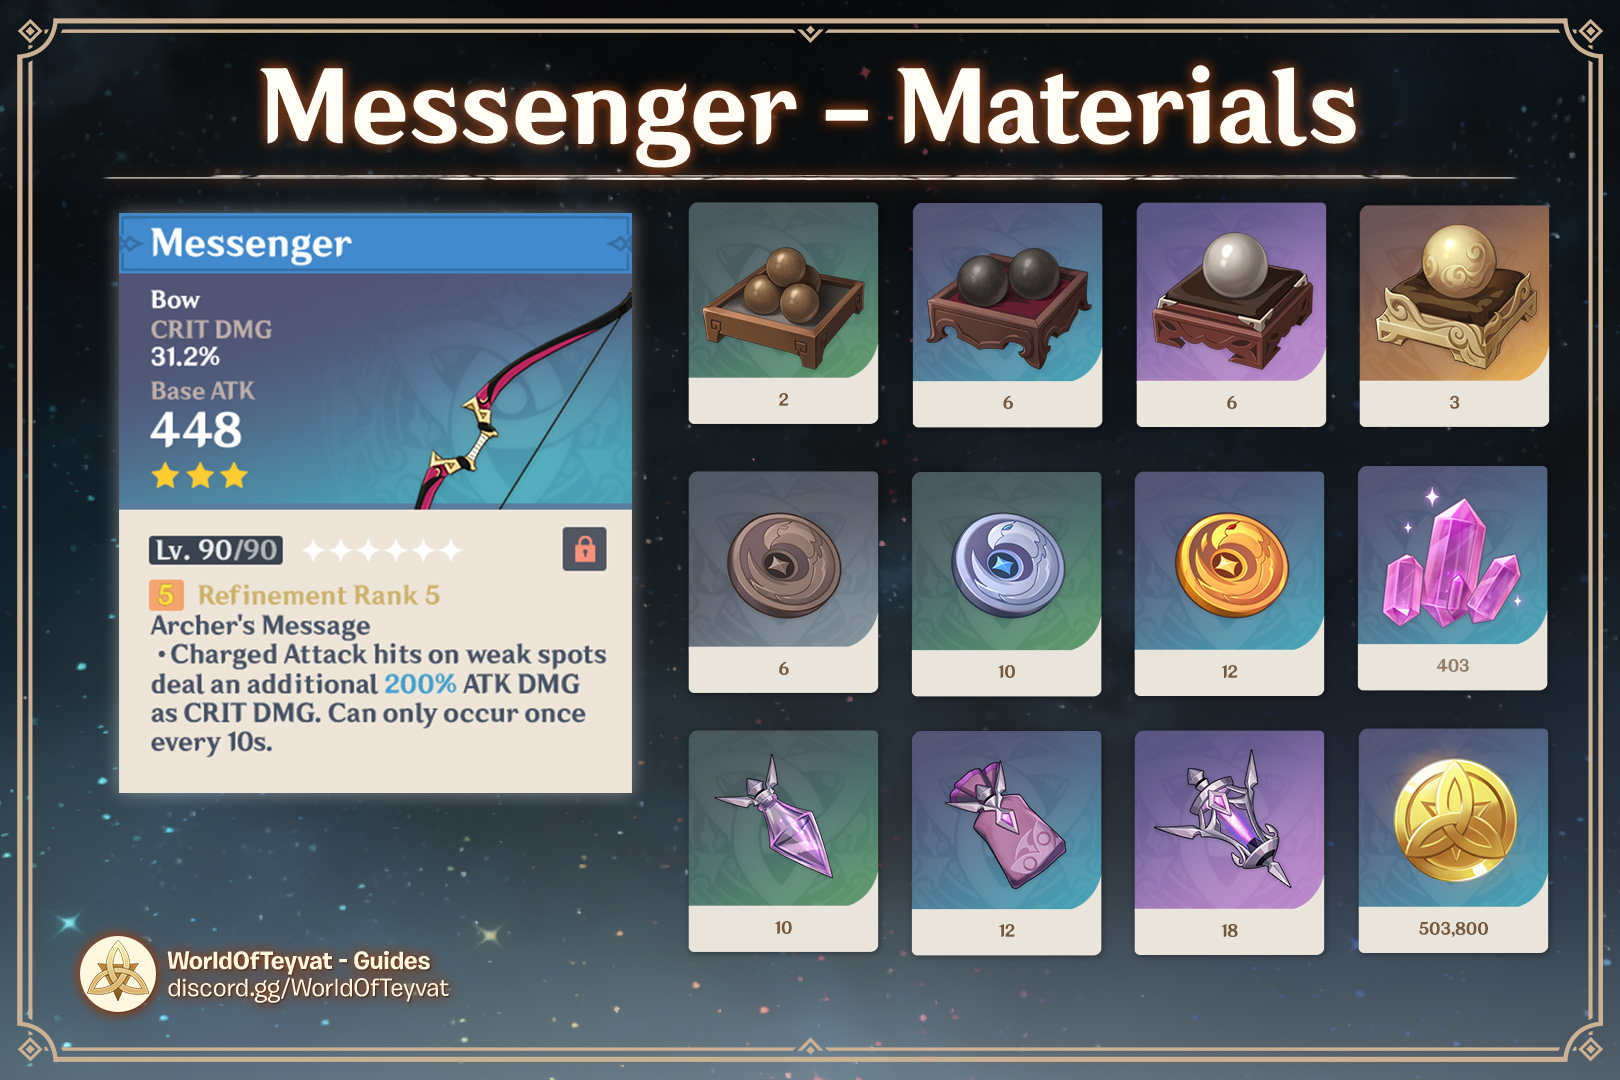 Messenger – Materials
Messenger
Bow
CRIT DMG
31.2%
Base ATK
448
Lv. 90/90
5 Refinement Rank 5
Archer's Message
•Charged Attack hits on weak spots
deal an additional 200% ATK DMG
as CRIT DMG. Can only occur once
every 10s.
2
6
6
3
6
10
12
403
10
12
18
503,800
WorldOfTeyvat - Guides
discord.gg/WorldOfTeyvat